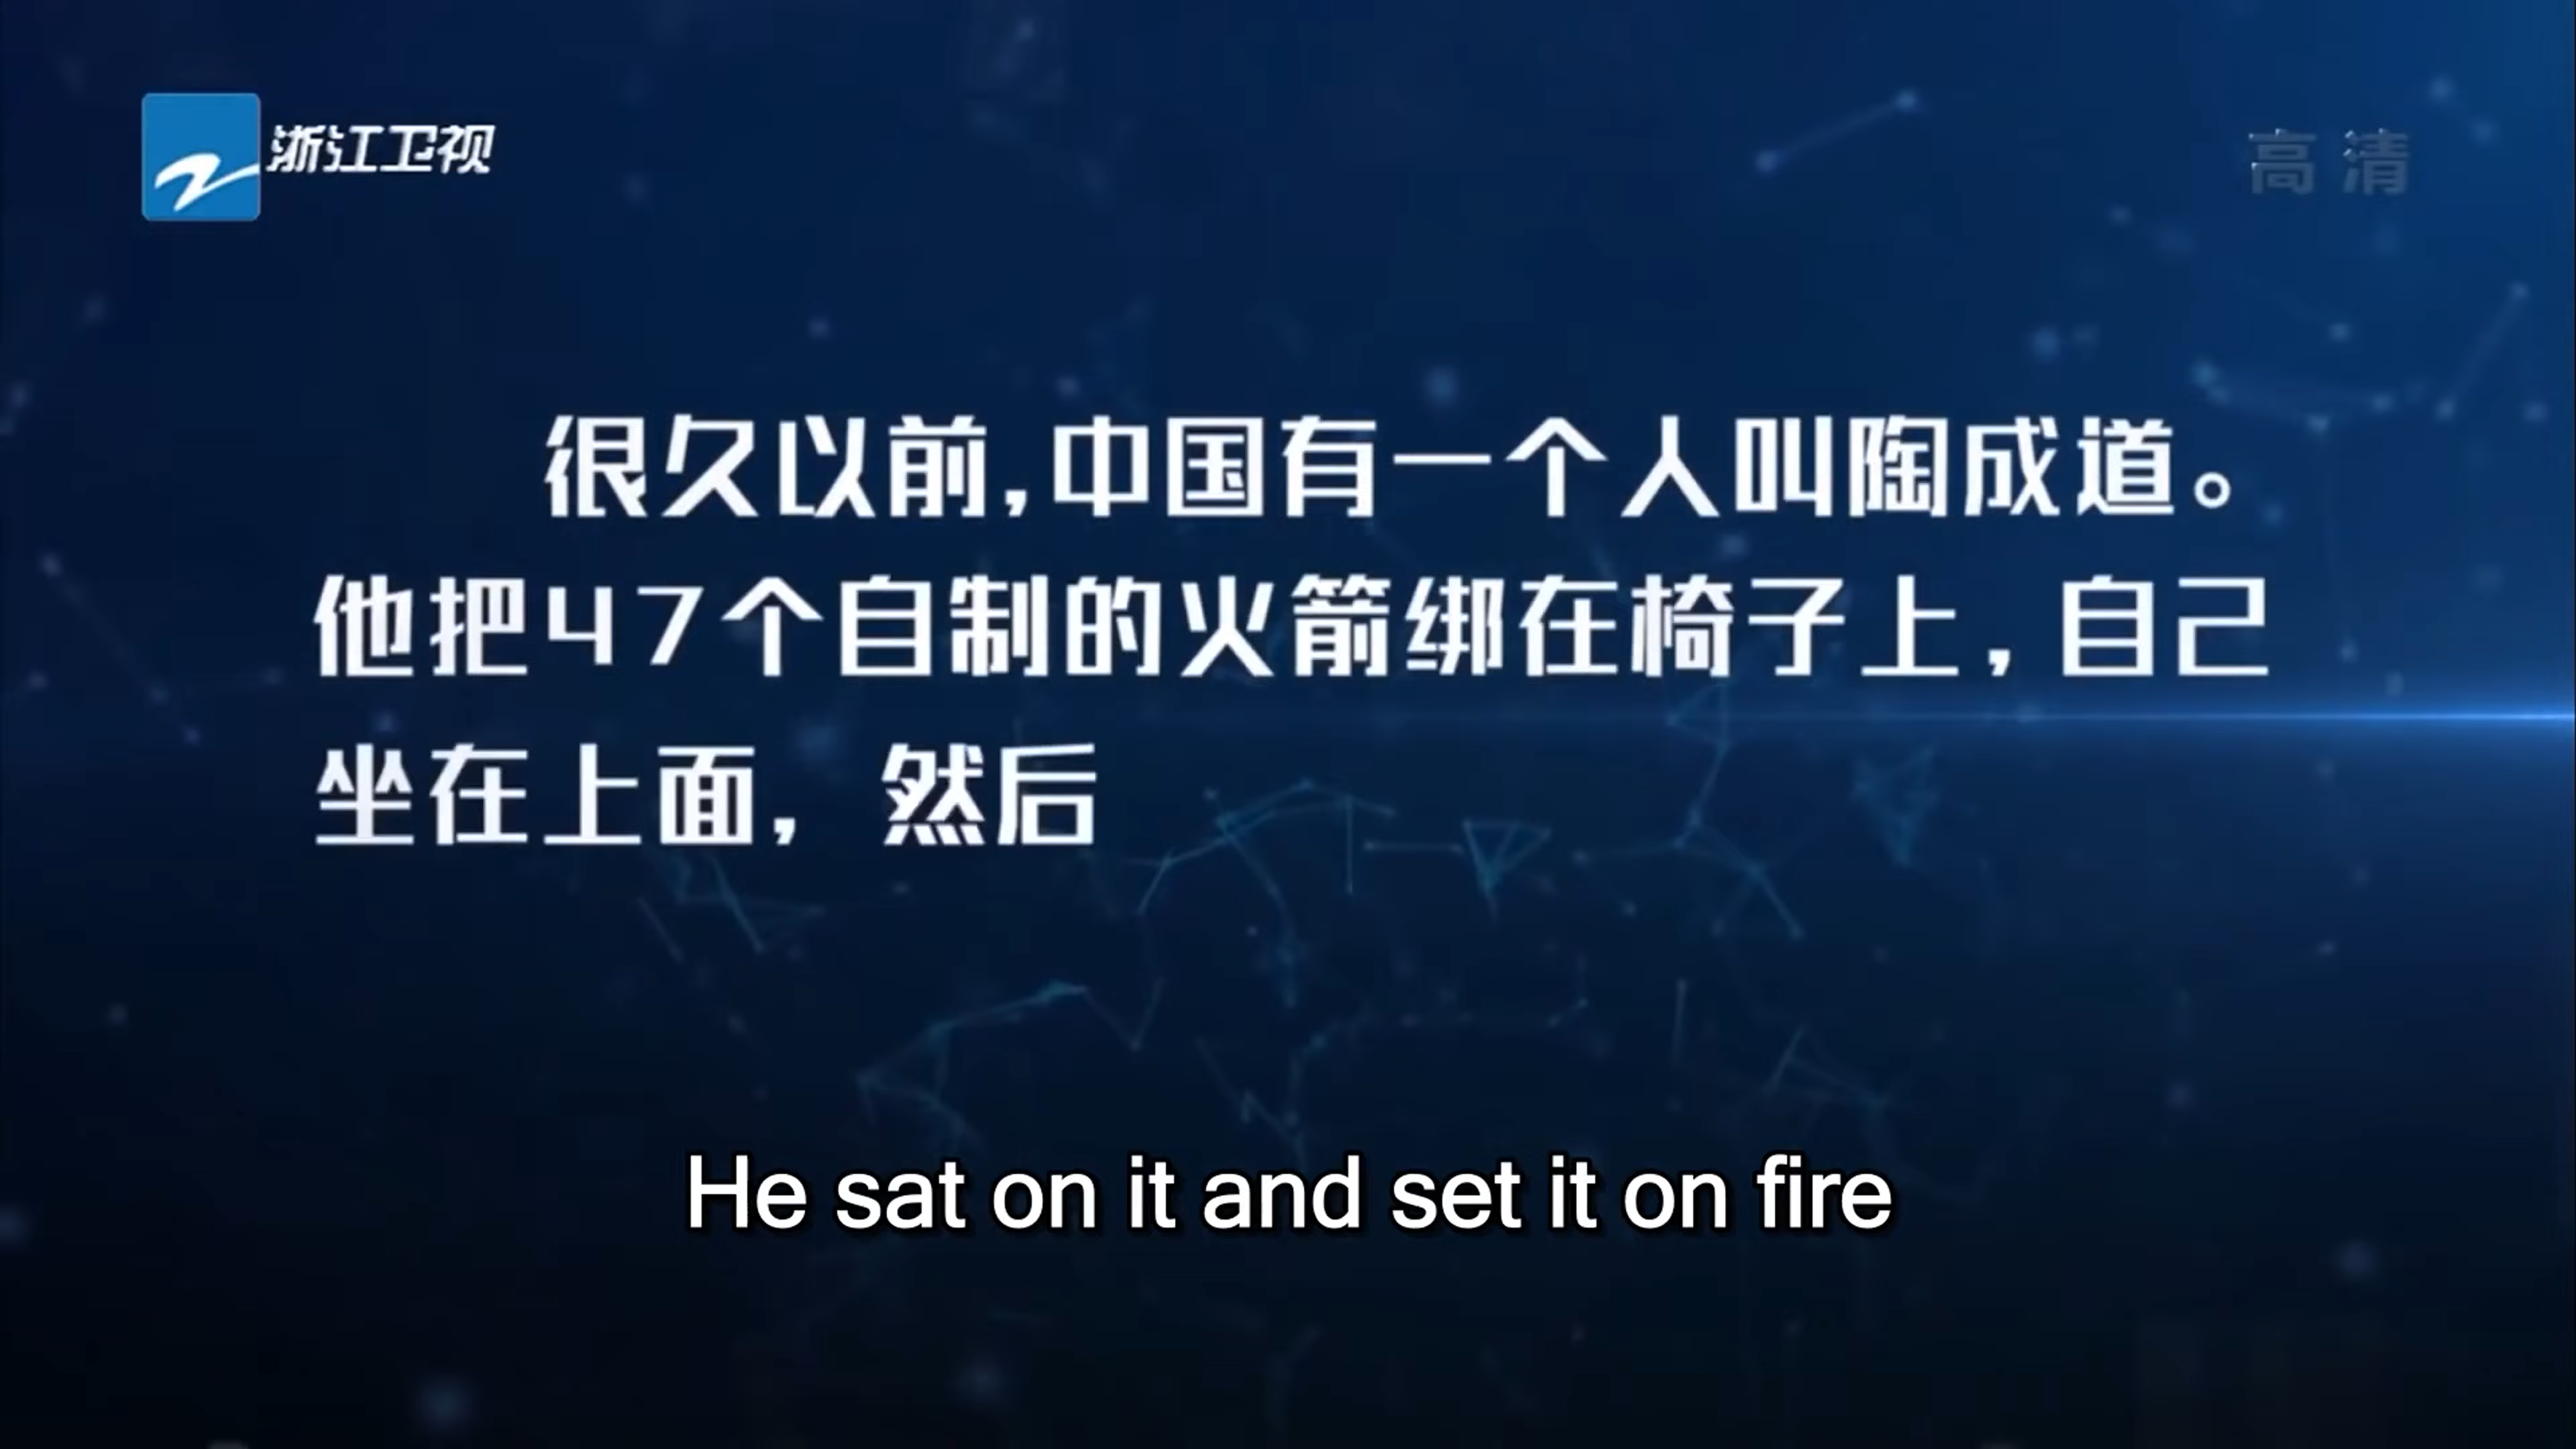 浙江卫视
高清
很久以前,中国有一个人叫陶成道。
他把47个自制的火箭绑在椅子上,自己
坐在上面,然后
He sat on it and set it on fire